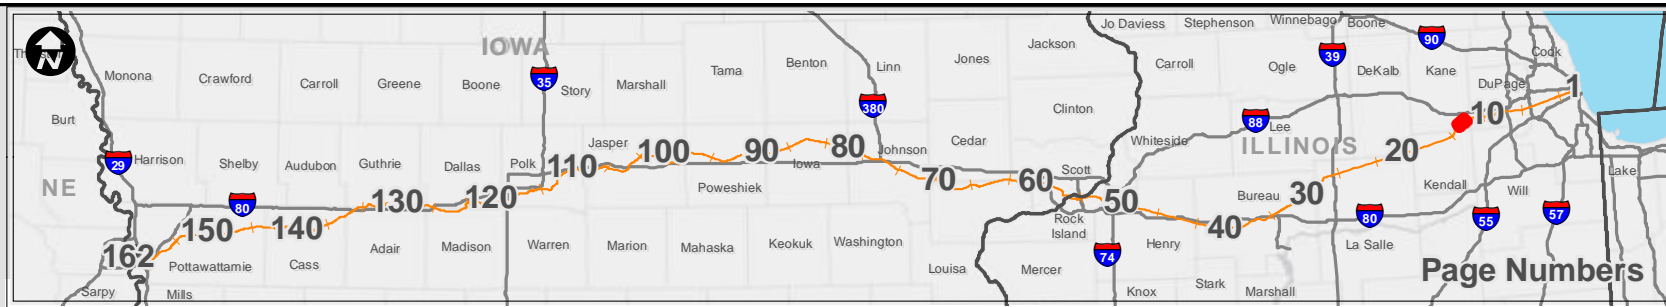 Jo Daviess Stephenson Winnebago Boone
N
Th
IOWA
Jackson
90
Cook
39
Monona Crawford Carroll Greene Boone
35
Story Marshall Tama Benton Linn Jones
Carroll Ogle DeKalb Kane DuPage
1
Burt
380
Clinton
88
Lee
10
29
Harrison Shelby Audubon Guthrie Dallas Polk
Jasper
110 100 90 80
Iowa
Johnson
Cedar
Scott
Whiteside
ILLINOIS
20
NE
80
130 120
Poweshiek
70 60 50
Bureau
30
Kendall
Will
Lake
162 150 140
Adair Madison Warren Marion Mahaska Keokuk Washington
Rock
Island
Henry
40
80
La Salle
55
57
74
Pottawattamie Cass
Louisa Mercer
Stark
Page Numbers
Sarpy Mills
Knox Marshall